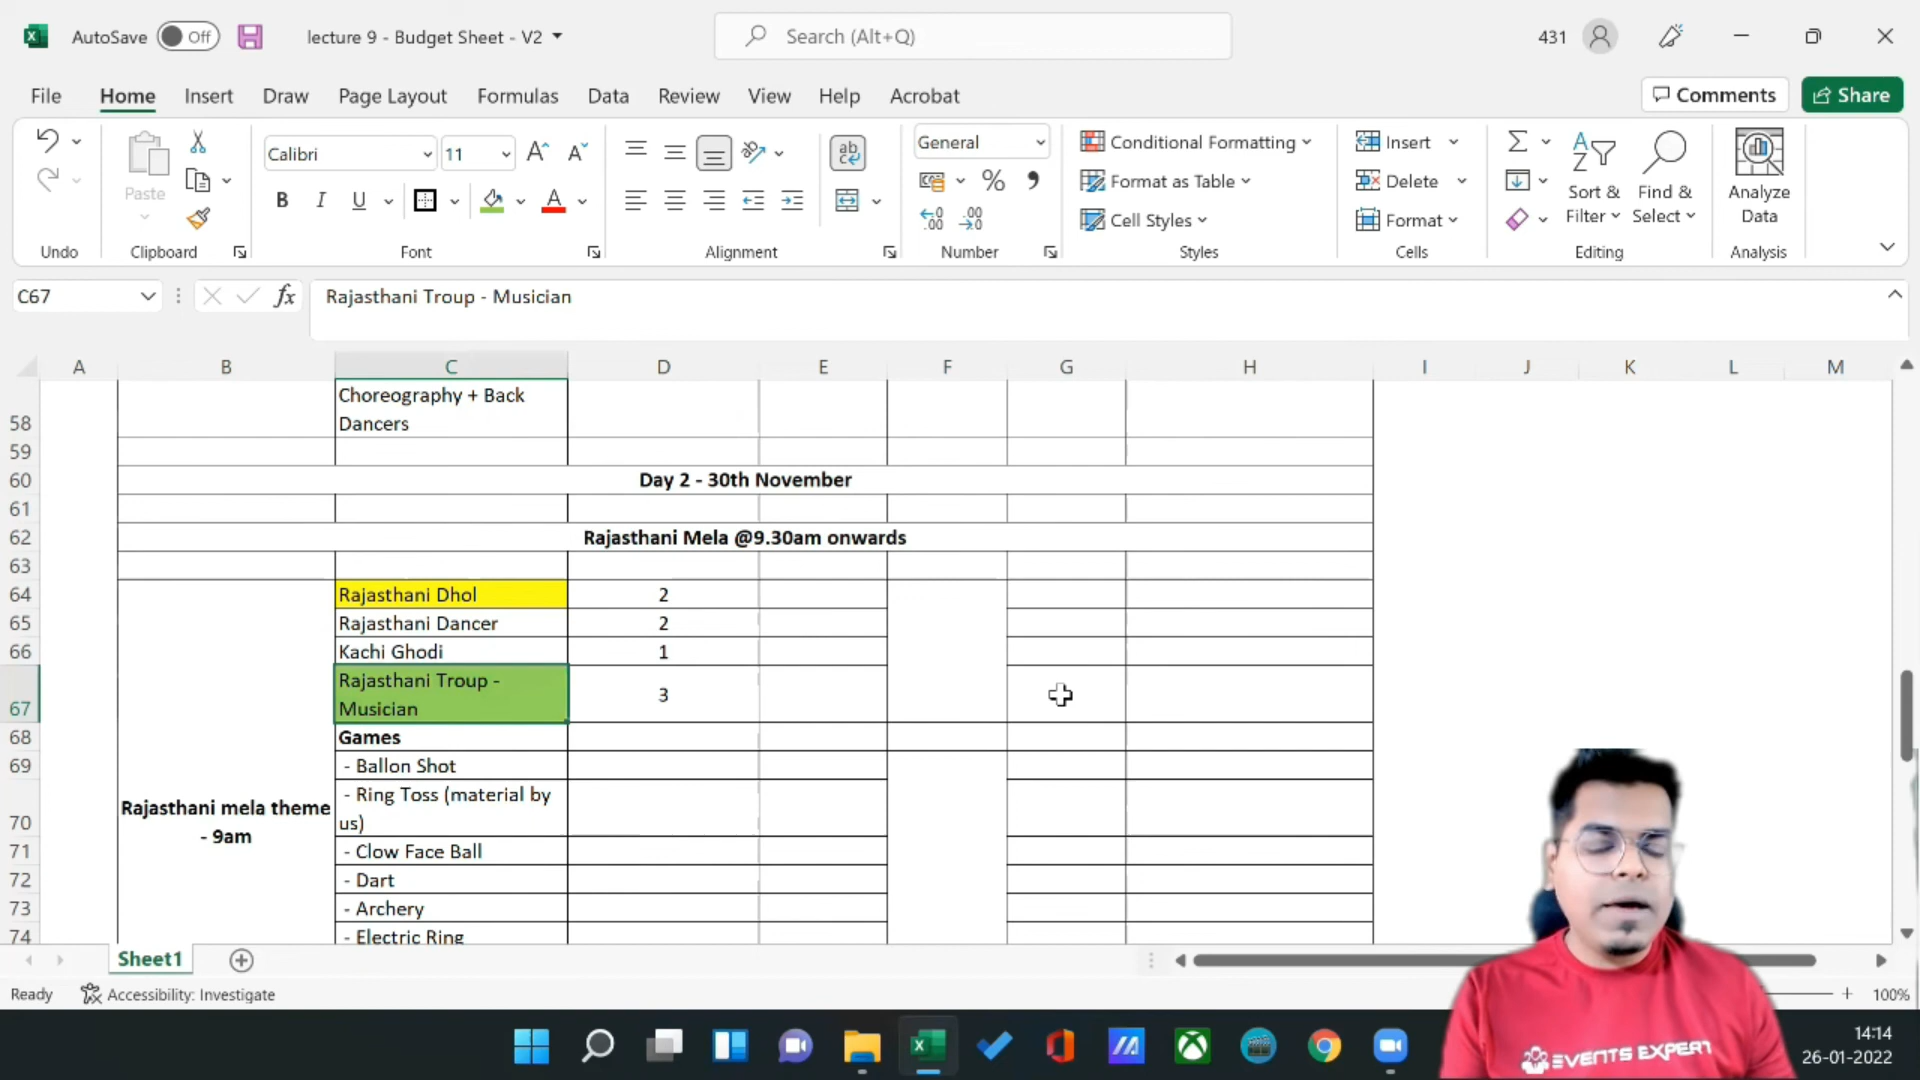 AutoSave Off lecture 9 - Budget Sheet - V2 Search (Alt+Q) 431
File Home Insert Draw Page Layout Formulas Data Review View Help Acrobat Comments Share
Calibri 11 General Conditional Formatting Insert
Paste B I U Format as Table Delete Sort & Filter Find & Select Analyze Data
Cell Styles Format
Undo Clipboard Font Alignment Number Styles Cells Editing Analysis
C67 fx Rajasthani Troup - Musician
A B C D E F G H I J K L M
58 Choreography + Back
Dancers
59
60 Day 2 - 30th November
61
62 Rajasthani Mela @9.30am onwards
63
64 Rajasthani Dhol 2
65 Rajasthani Dancer 2
66 Kachi Ghodi 1
67 Rajasthani Troup -
Musician 3
68 Games
69 - Ballon Shot
70 - Ring Toss (material by
us)
Rajasthani mela theme
- 9am
71 - Clow Face Ball
72 - Dart
73 - Archery
74 - Electric Ring
Sheet1
Ready Accessibility: Investigate 100%
EVENTS EXPERT
14:14
26-01-2022